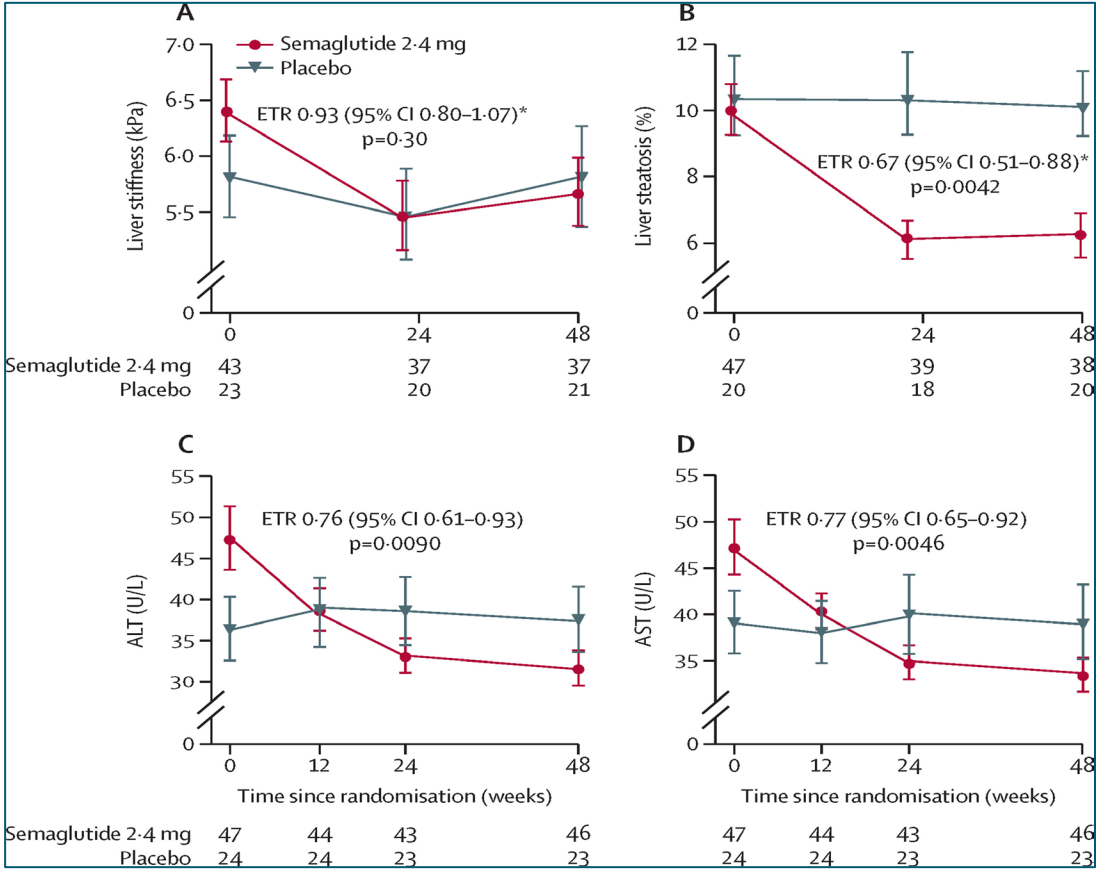 A
Semaglutide 2·4 mg
Placebo
Liver stiffness (kPa)
7·0
6·5
6·0
5·5
0
ETR 0·93 (95% CI 0·80–1·07)*
p=0·30
0 24 48
Semaglutide 2·4 mg 43 37 37
Placebo 23 20 21
B
Liver steatosis (%)
12
10
8
6
0
ETR 0·67 (95% CI 0·51–0·88)*
p=0·0042
0 24 48
47 39 38
20 18 20
C
ALT (U/L)
55
50
45
40
35
30
0
ETR 0·76 (95% CI 0·61–0·93)
p=0·0090
0 12 24 48
Time since randomisation (weeks)
Semaglutide 2·4 mg 47 44 43 46
Placebo 24 24 23 23
D
AST (U/L)
55
50
45
40
35
0
ETR 0·77 (95% CI 0·65–0·92)
p=0·0046
0 12 24 48
Time since randomisation (weeks)
47 44 43 46
24 24 23 23